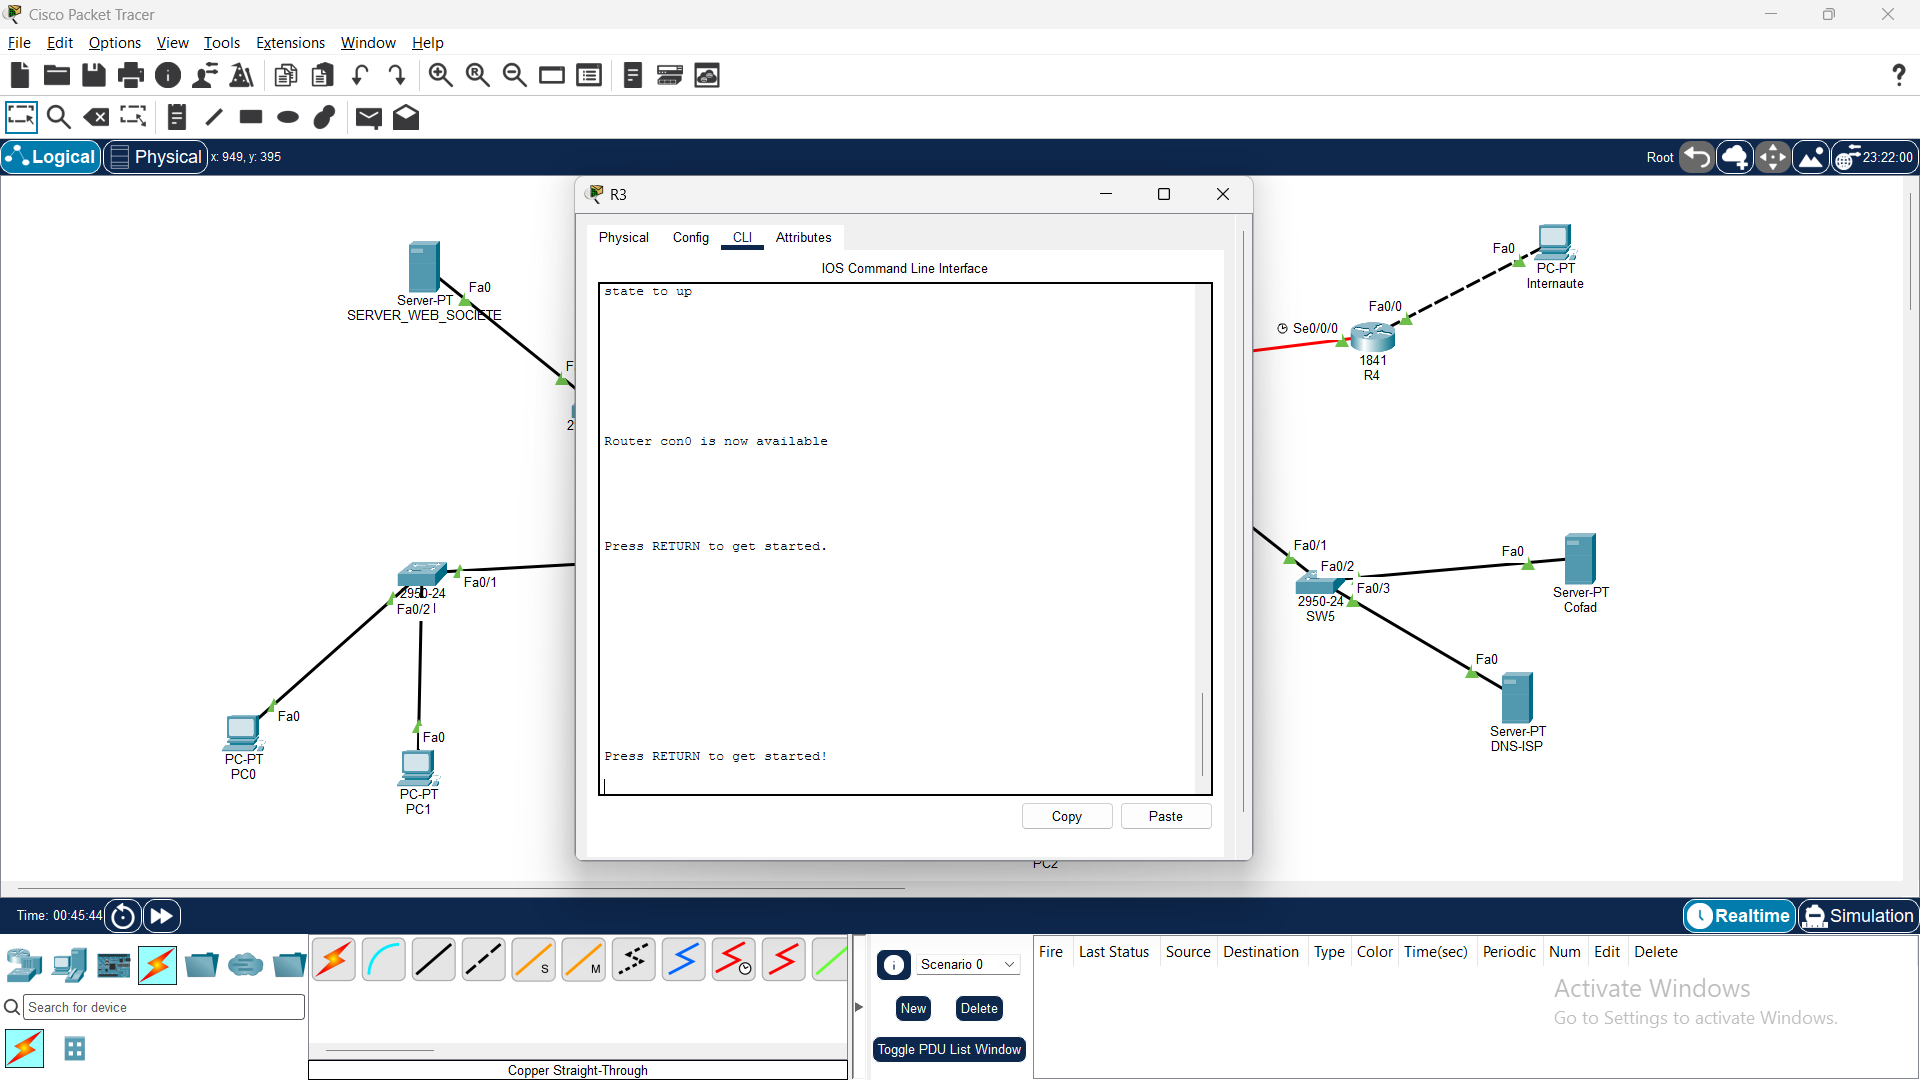 Cisco Packet Tracer
File Edit Options View Tools Extensions Window Help
Logical Physical x: 949, y: 395 Root 23:22:00
R3
Physical Config CLI Attributes
IOS Command Line Interface
state to up
Router con0 is now available
Press RETURN to get started.
Press RETURN to get started!
Copy Paste
Fa0
Server-PT
SERVER_WEB_SOCIETE
Fa0
PC-PT
Internaute
Fa0/0
Se0/0/0
1841
R4
Fa0/1
2950-24
Fa0/2
Fa0
PC-PT
PC0
Fa0
PC-PT
PC1
Fa0/1
Fa0/2
Fa0/3
2950-24
SW5
Fa0
Server-PT
Cofad
Fa0
Server-PT
DNS-ISP
PC2
Time: 00:45:44 Realtime Simulation
Search for device
S M
Copper Straight-Through
Scenario 0
New Delete
Toggle PDU List Window
Fire Last Status Source Destination Type Color Time(sec) Periodic Num Edit Delete
Activate Windows
Go to Settings to activate Windows.